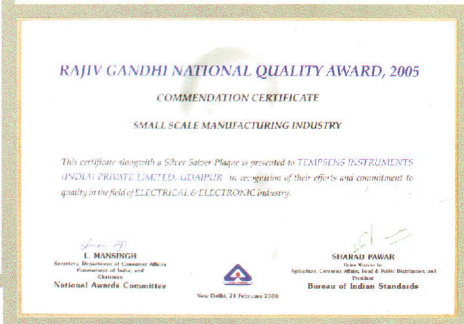 RAJIV GANDHI NATIONAL QUALITY AWARD, 2005
COMMENDATION CERTIFICATE
SMALL SCALE MANUFACTURING INDUSTRY
This certificate alongwith a Silver Salver Plaque is presented to TEMPSENS INSTRUMENTS
(INDIA) PRIVATE LIMITED, UDAIPUR in recognition of their efforts and commitment to
quality in the field of ELECTRICAL & ELECTRONIC Industry.
L. MANSINGH
Secretary, Department of Consumer Affairs
Government of India, and
Chairman
National Awards Committee
New Delhi, 21 February 2006
SHARAD PAWAR
Union Minister for
Agriculture, Consumer Affairs, Food & Public Distribution, and
President
Bureau of Indian Standards